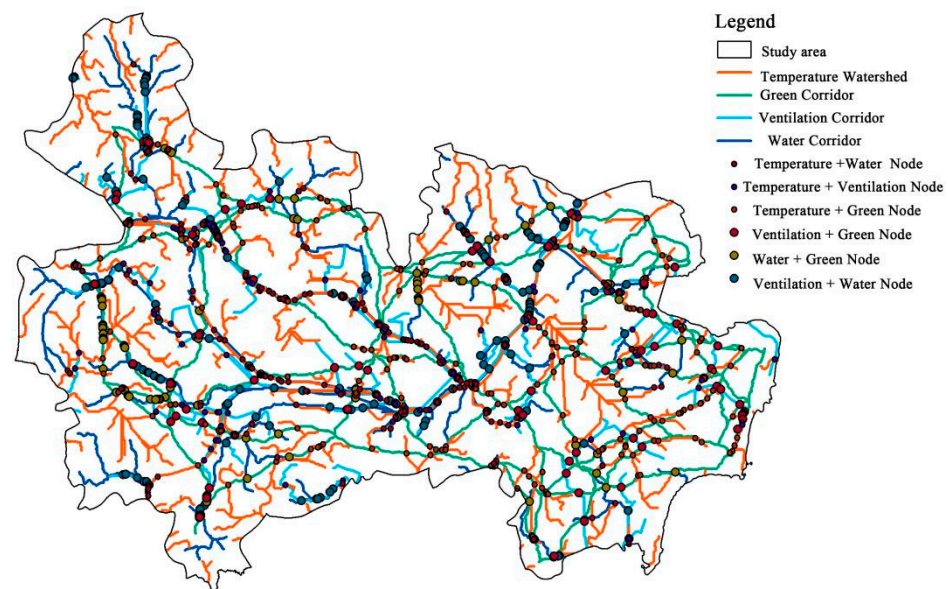 Legend
Study area
Temperature Watershed
Green Corridor
Ventilation Corridor
Water Corridor
Temperature +Water Node
Temperature + Ventilation Node
Temperature + Green Node
Ventilation + Green Node
Water + Green Node
Ventilation + Water Node